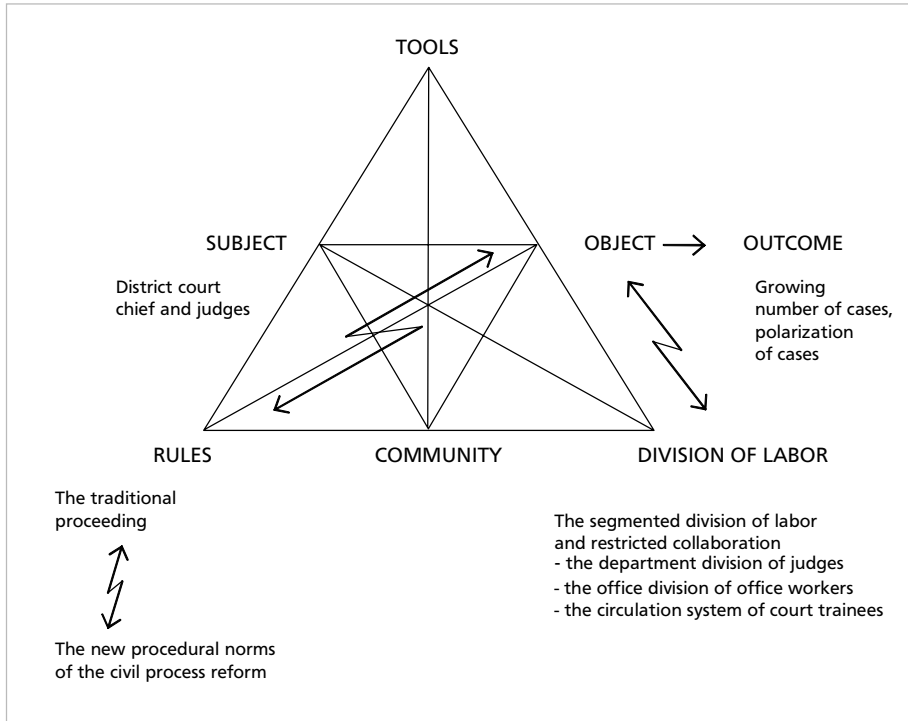 TOOLS
SUBJECT
OBJECT
OUTCOME
District court
chief and judges
Growing
number of cases,
polarization
of cases
RULES
COMMUNITY
DIVISION OF LABOR
The traditional
proceeding
The new procedural norms
of the civil process reform
The segmented division of labor
and restricted collaboration
- the department division of judges
- the office division of office workers
- the circulation system of court trainees